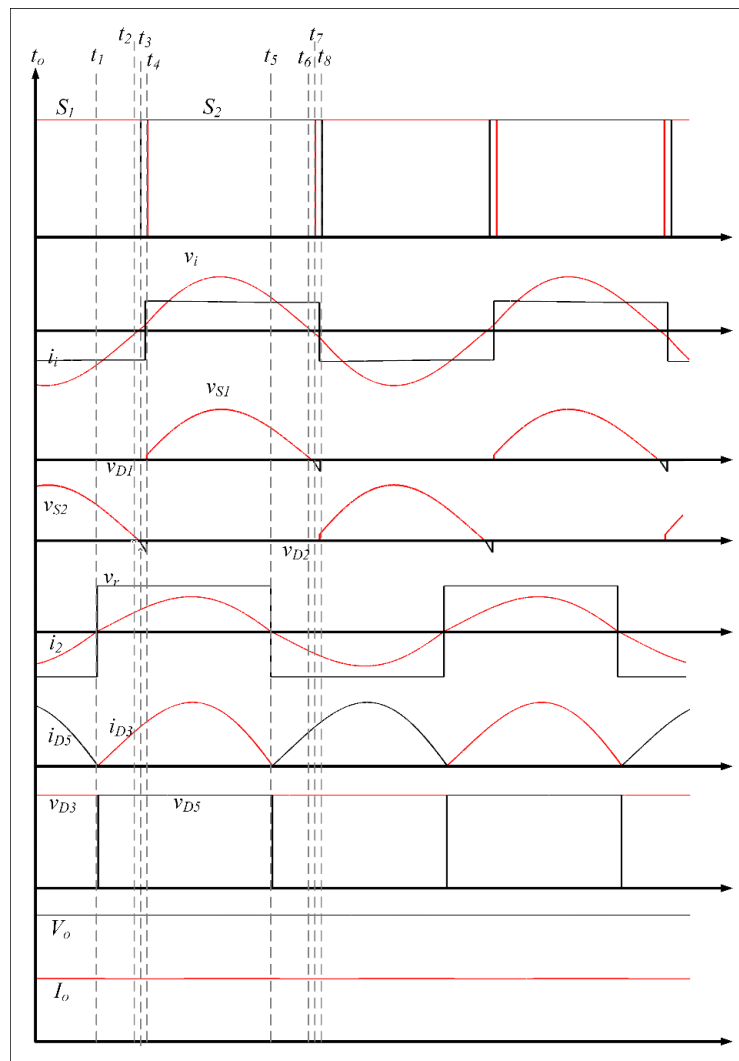 t2 t3 t7
to t1 t4 t5 t6 t8
S1 S2
vi
ii
vS1
vD1
vS2
vD2
vr
i2
iD5 iD3
vD3 vD5
Vo
Io